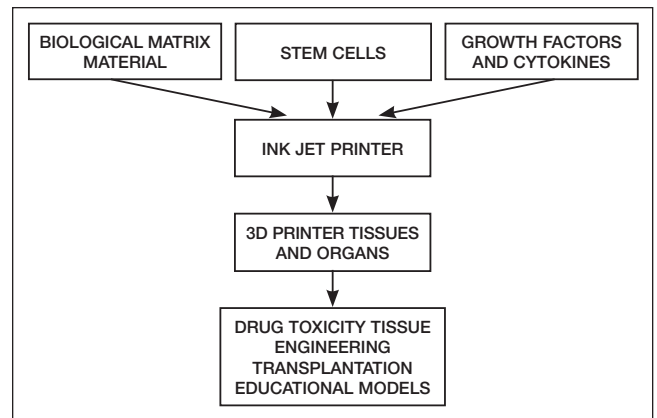 BIOLOGICAL MATRIX
MATERIAL
STEM CELLS
GROWTH FACTORS
AND CYTOKINES
INK JET PRINTER
3D PRINTER TISSUES
AND ORGANS
DRUG TOXICITY TISSUE
ENGINEERING
TRANSPLANTATION
EDUCATIONAL MODELS